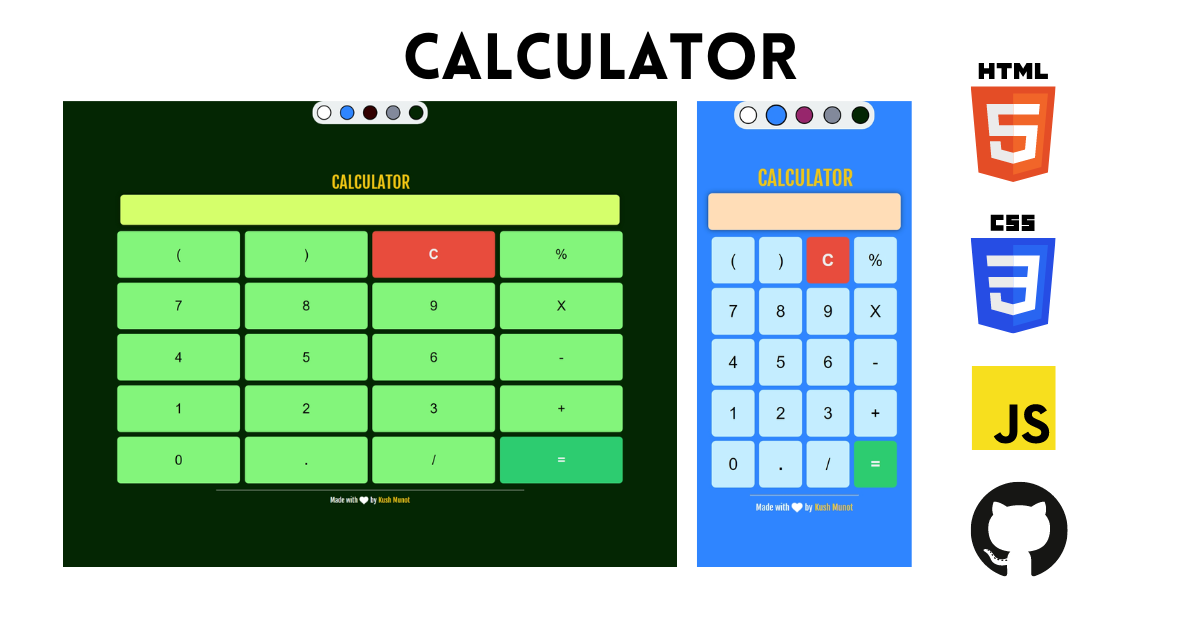 CALCULATOR
CALCULATOR
( ) C %
7 8 9 X
4 5 6 -
1 2 3 +
0 . / =
Made with by Kush Munot
CALCULATOR
( ) C %
7 8 9 X
4 5 6 -
1 2 3 +
0 . / =
Made with by Kush Munot
HTML
5
CSS
3
JS